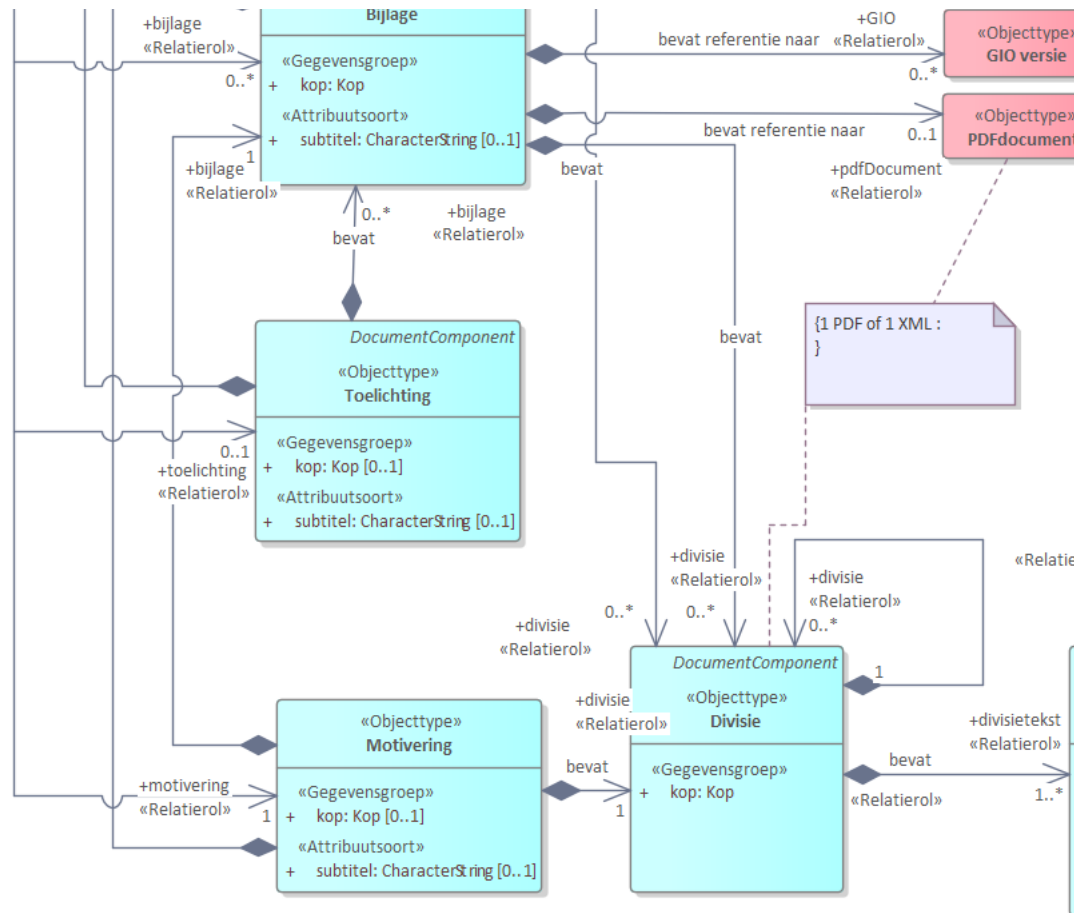 +bijlage
«Relatierol»
0..*
Bijlage
«Gegevensgroep»
+ kop: Kop
«Attribuutsoort»
+ subtitel: CharacterString [0..1]
bevat referentie naar
+GIO
«Relatierol»
0..*
«Objecttype»
GIO versie
bevat referentie naar
0..1
+pdfDocument
«Relatierol»
«Objecttype»
PDFdocument
+bijlage
«Relatierol»
1
bevat
0..*
+bijlage
«Relatierol»
bevat
bevat
{1 PDF of 1 XML :
}
DocumentComponent
«Objecttype»
Toelichting
«Gegevensgroep»
+ kop: Kop [0..1]
«Attribuutsoort»
+ subtitel: CharacterString [0..1]
0..1
+toelichting
«Relatierol»
+divisie
«Relatierol»
0..*
+divisie
«Relatierol»
0..*
+divisie
«Relatierol»
0..*
«Relatie
DocumentComponent
«Objecttype»
Divisie
«Gegevensgroep»
+ kop: Kop
1
+divisie
«Relatierol»
bevat
1
«Objecttype»
Motivering
«Gegevensgroep»
+ kop: Kop [0..1]
«Attribuutsoort»
+ subtitel: CharacterString [0..1]
+motivering
«Relatierol»
1
+divisietekst
«Relatierol»
bevat
1..*
«Relatierol»